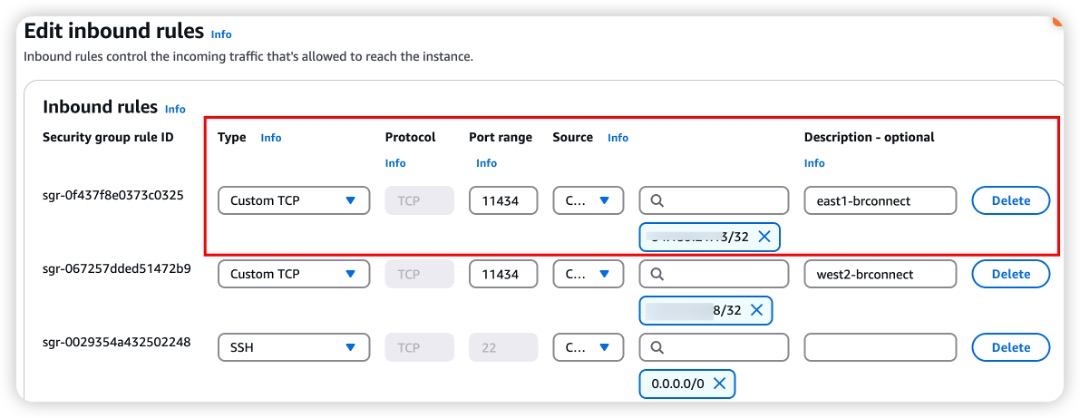 Edit inbound rules Info
Inbound rules control the incoming traffic that's allowed to reach the instance.
Inbound rules Info
Security group rule ID Type Info Protocol Port range Source Info Description - optional
Info Info Info
sgr-0f437f8e0373c0325 Custom TCP TCP 11434 C... east1-brconnect Delete
3/32
sgr-067257dded51472b9 Custom TCP TCP 11434 C... west2-brconnect Delete
8/32
sgr-0029354a432502248 SSH TCP 22 C... Delete
0.0.0.0/0